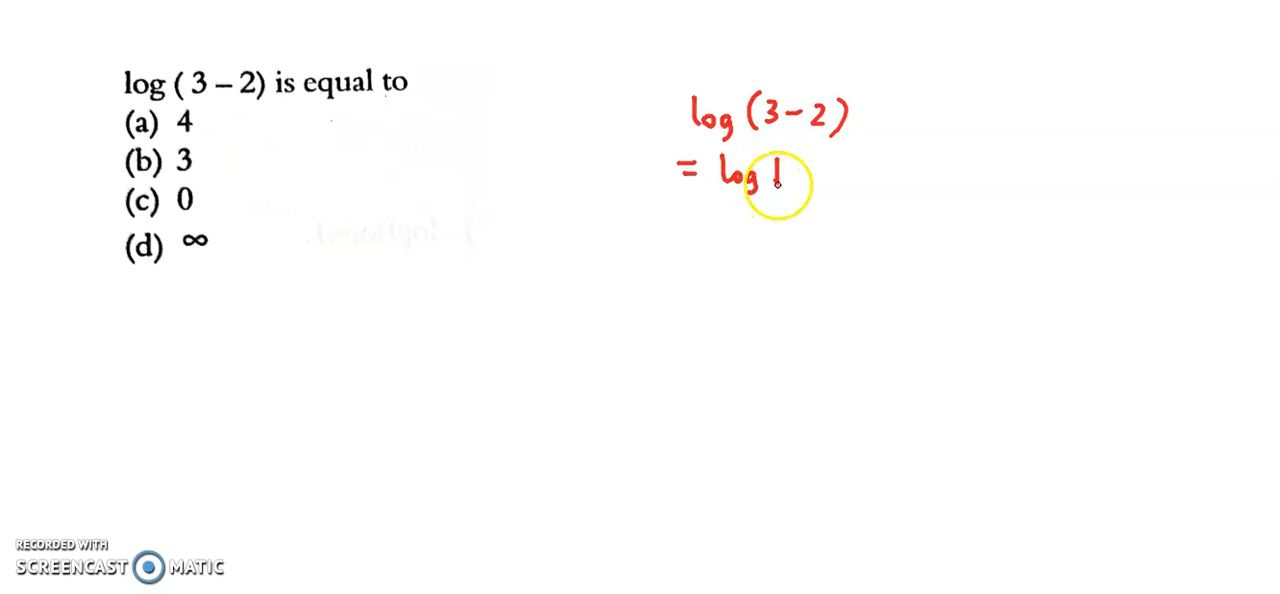 log ( 3 – 2) is equal to
(a) 4
(b) 3
(c) 0
(d) ∞
log (3 - 2)
= log 1
RECORDED WITH
SCREENCAST MATIC